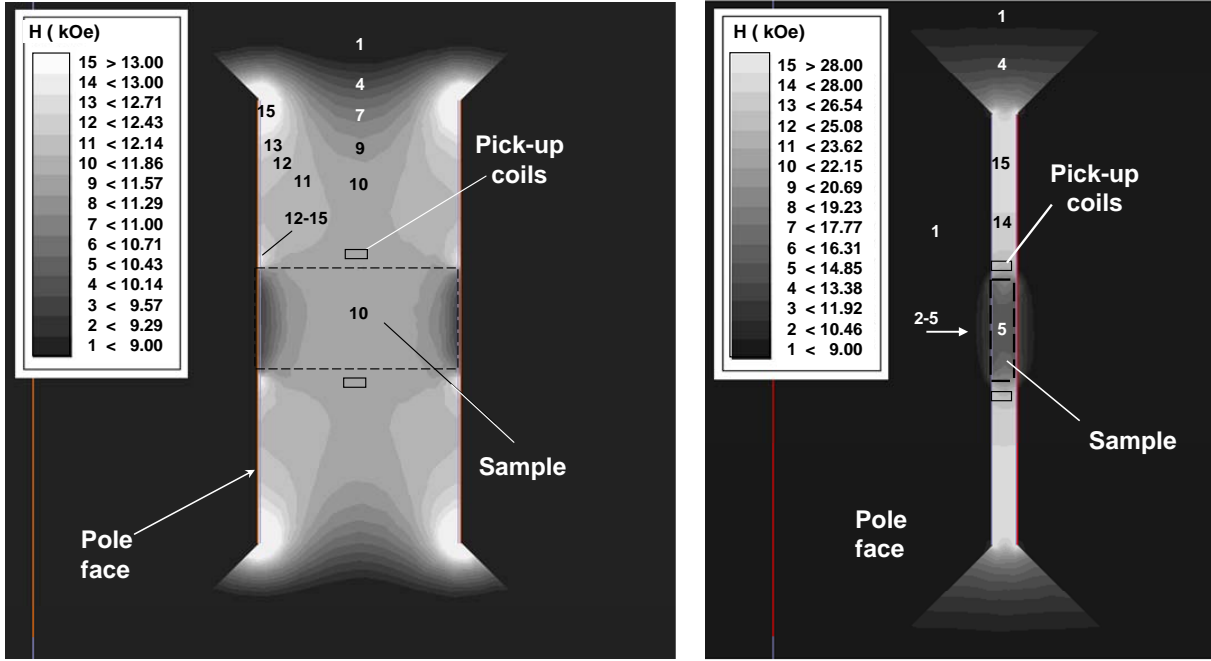 H ( kOe)
15 > 13.00
14 < 13.00
13 < 12.71
12 < 12.43
11 < 12.14
10 < 11.86
9 < 11.57
8 < 11.29
7 < 11.00
6 < 10.71
5 < 10.43
4 < 10.14
3 < 9.57
2 < 9.29
1 < 9.00
1
4
7
15
13
9
12
11
10
12-15
Pick-up
coils
10
Sample
Pole
face
H ( kOe)
15 > 28.00
14 < 28.00
13 < 26.54
12 < 25.08
11 < 23.62
10 < 22.15
9 < 20.69
8 < 19.23
7 < 17.77
6 < 16.31
5 < 14.85
4 < 13.38
3 < 11.92
2 < 10.46
1 < 9.00
1
4
15
Pick-up
coils
14
1
2-5
5
Sample
Pole
face